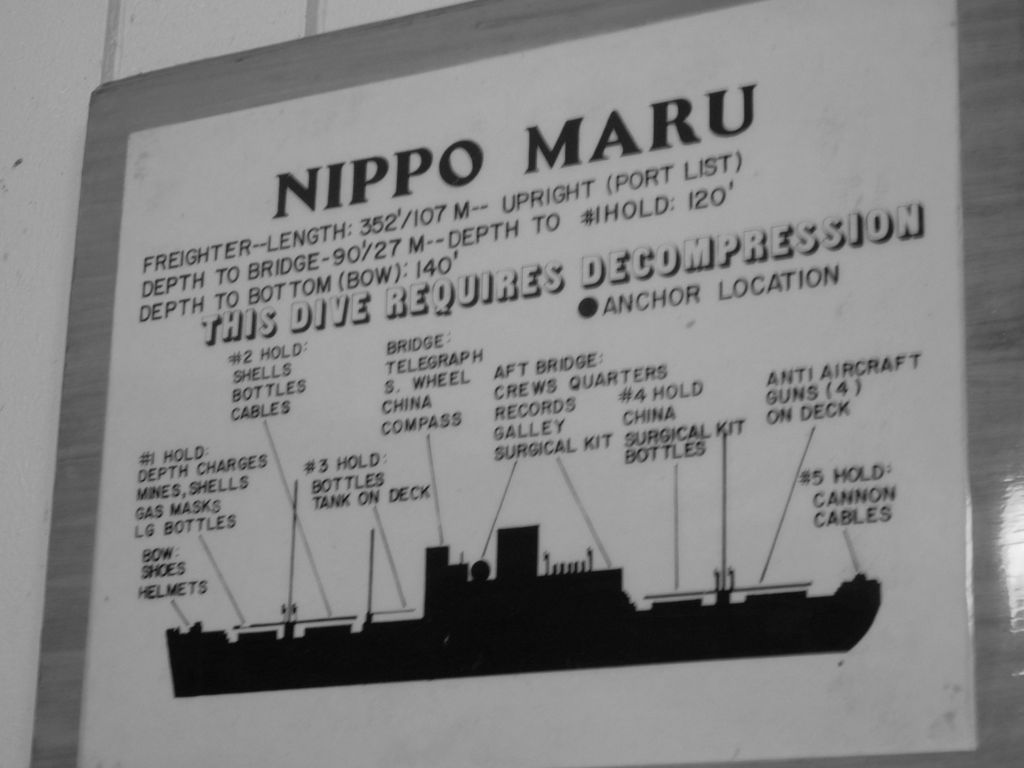 NIPPO MARU
FREIGHTER--LENGTH: 352'/107 M-- UPRIGHT (PORT LIST)
DEPTH TO BRIDGE-90'/27 M--DEPTH TO #1HOLD: 120'
DEPTH TO BOTTOM (BOW): 140'
THIS DIVE REQUIRES DECOMPRESSION
ANCHOR LOCATION
#2 HOLD:
SHELLS
BOTTLES
CABLES
BRIDGE:
TELEGRAPH
S. WHEEL
CHINA
COMPASS
AFT BRIDGE:
CREWS QUARTERS
RECORDS
GALLEY
SURGICAL KIT
#4 HOLD
CHINA
SURGICAL KIT
BOTTLES
ANTI AIRCRAFT
GUNS (4)
ON DECK
#1 HOLD:
DEPTH CHARGES
MINES, SHELLS
GAS MASKS
LG BOTTLES
#3 HOLD:
BOTTLES
TANK ON DECK
#5 HOLD:
CANNON
CABLES
BOW:
SHOES
HELMETS